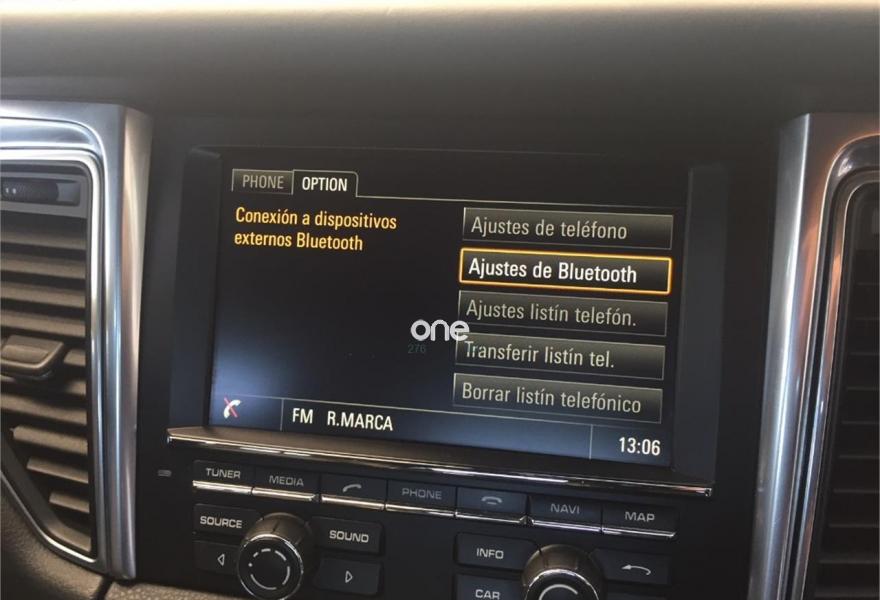 PHONE OPTION
Conexión a dispositivos
externos Bluetooth
Ajustes de teléfono
Ajustes de Bluetooth
Ajustes listín telefón.
Transferir listín tel.
Borrar listín telefónico
one
276
FM R.MARCA
13:06
TUNER MEDIA PHONE NAVI MAP
SOURCE SOUND INFO
CAR